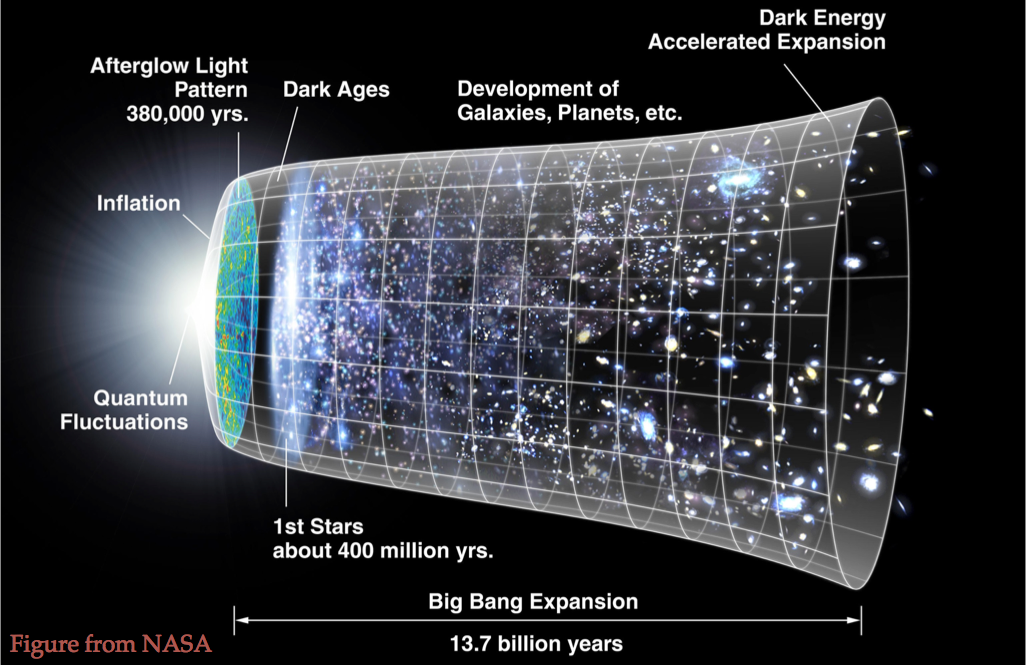 Dark Energy
Accelerated Expansion
Afterglow Light
Pattern
380,000 yrs.
Dark Ages
Development of
Galaxies, Planets, etc.
Inflation
Quantum
Fluctuations
1st Stars
about 400 million yrs.
Big Bang Expansion
13.7 billion years
Figure from NASA